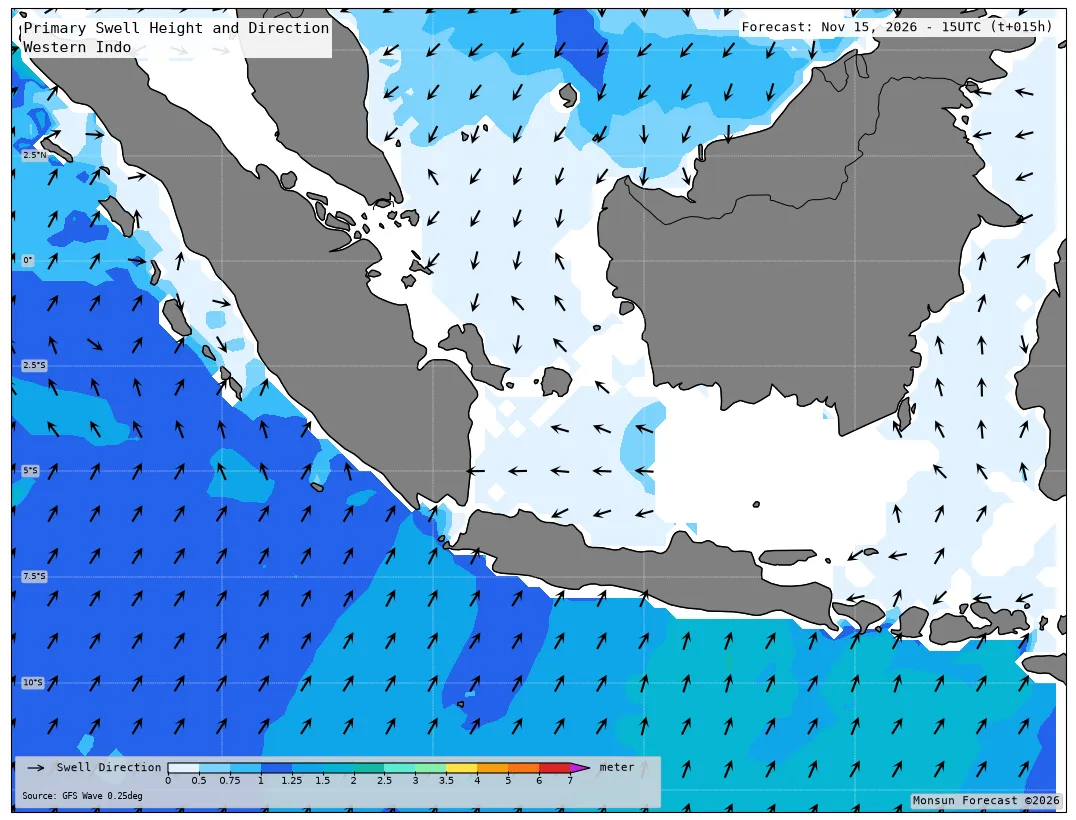 Primary Swell Height and Direction
Western Indo
Forecast: Nov 15, 2026 - 15UTC (t+015h)
2.5°N
0°
2.5°S
5°S
7.5°S
10°S
Swell Direction
0 0.5 0.75 1 1.25 1.5 2 2.5 3 3.5 4 5 6 7
meter
Source: GFS Wave 0.25deg
Monsun Forecast ©2026